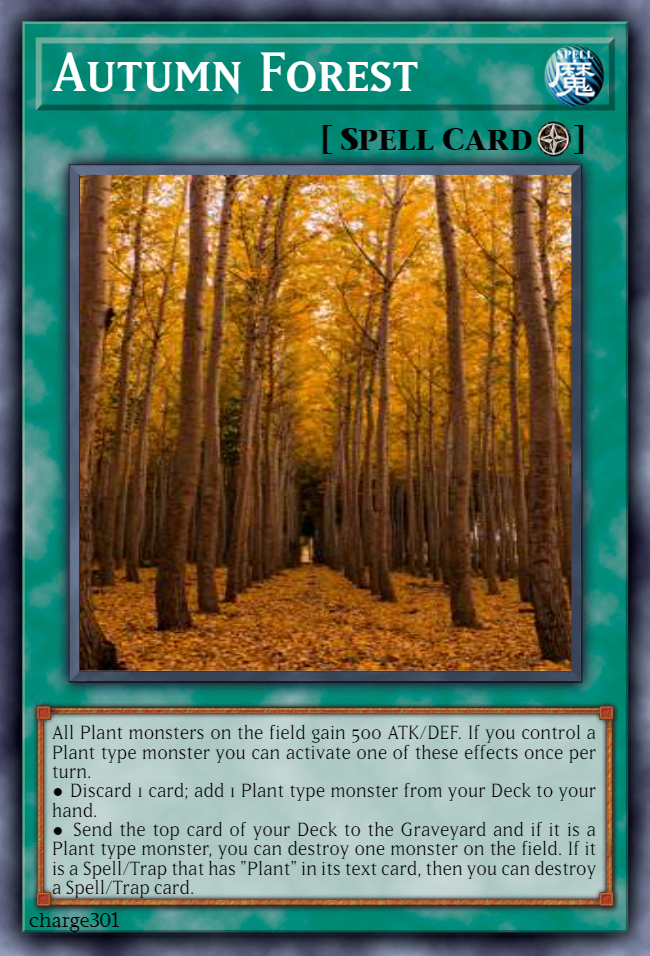 Autumn Forest
SPELL
魔
[ Spell Card ]
All Plant monsters on the field gain 500 ATK/DEF. If you control a
Plant type monster you can activate one of these effects once per
turn.
● Discard 1 card; add 1 Plant type monster from your Deck to your
hand.
● Send the top card of your Deck to the Graveyard and if it is a
Plant type monster, you can destroy one monster on the field. If it
is a Spell/Trap that has "Plant" in its text card, then you can destroy
a Spell/Trap card.
charge301